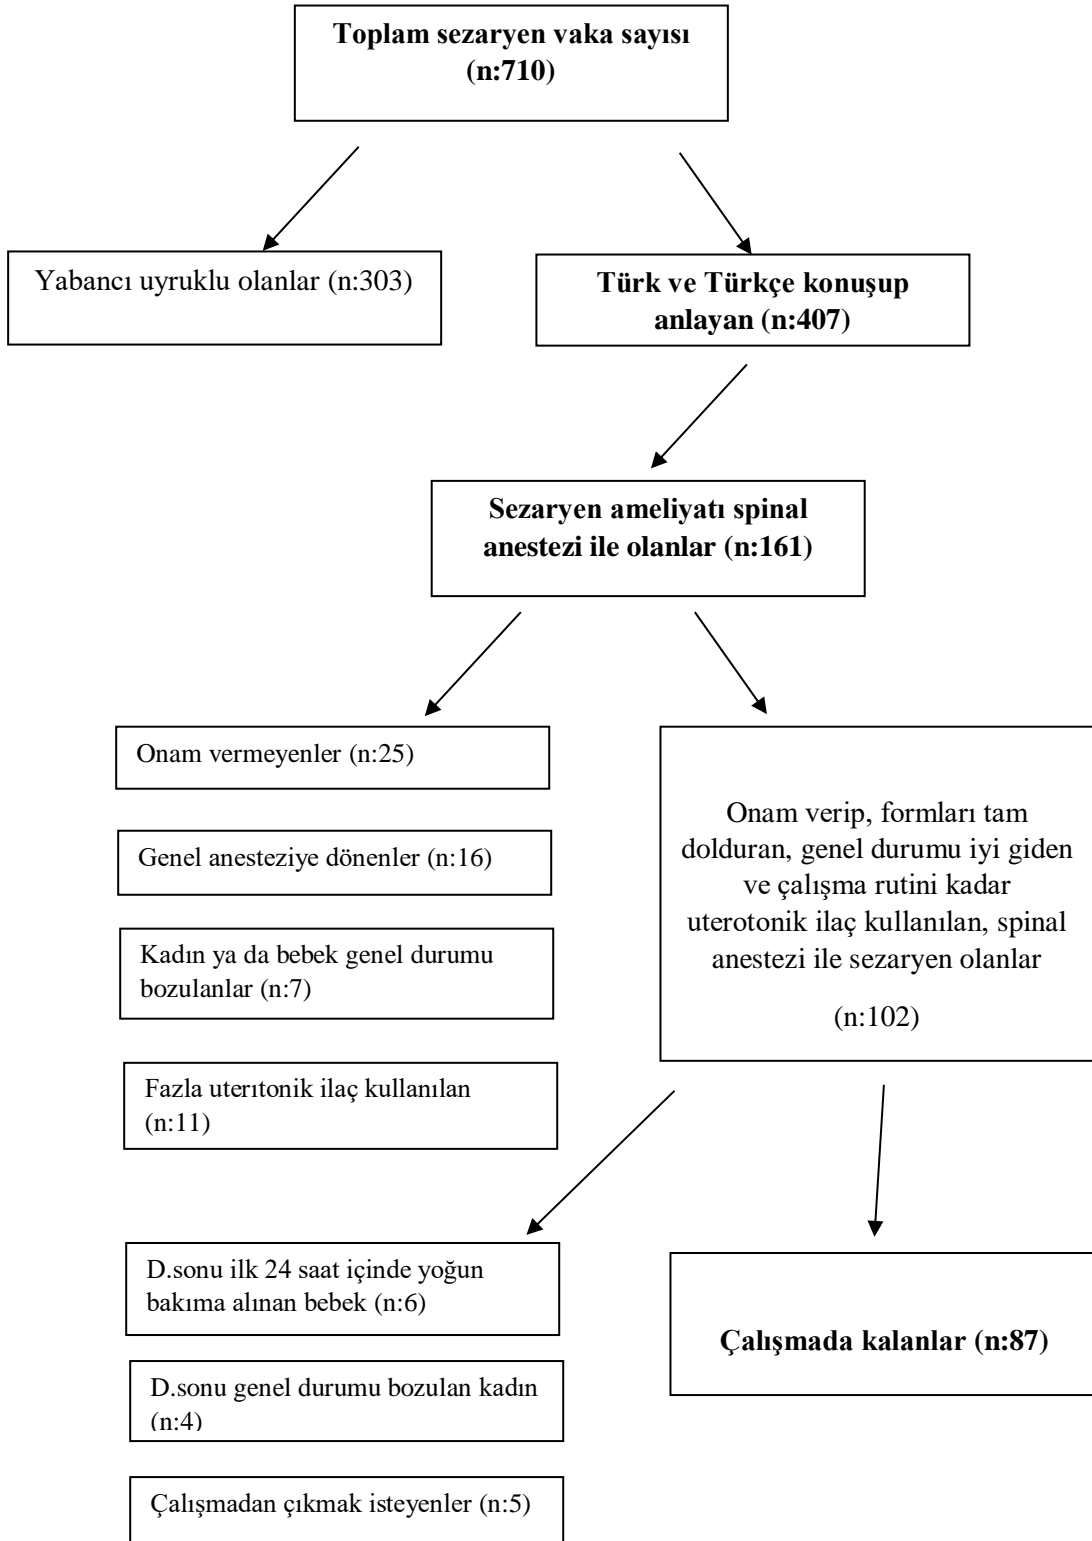 Toplam sezaryen vaka sayısı
(n:710)
Yabancı uyruklu olanlar (n:303)
Türk ve Türkçe konuşup
anlayan (n:407)
Sezaryen ameliyatı spinal
anestezi ile olanlar (n:161)
Onam vermeyenler (n:25)
Genel anesteziye dönenler (n:16)
Kadın ya da bebek genel durumu
bozulanlar (n:7)
Fazla uterıtonik ilaç kullanılan
(n:11)
Onam verip, formları tam
dolduran, genel durumu iyi giden
ve çalışma rutini kadar
uterotonik ilaç kullanılan, spinal
anestezi ile sezaryen olanlar
(n:102)
D.sonu ilk 24 saat içinde yoğun
bakıma alınan bebek (n:6)
D.sonu genel durumu bozulan kadın
(n:4)
Çalışmadan çıkmak isteyenler (n:5)
Çalışmada kalanlar (n:87)